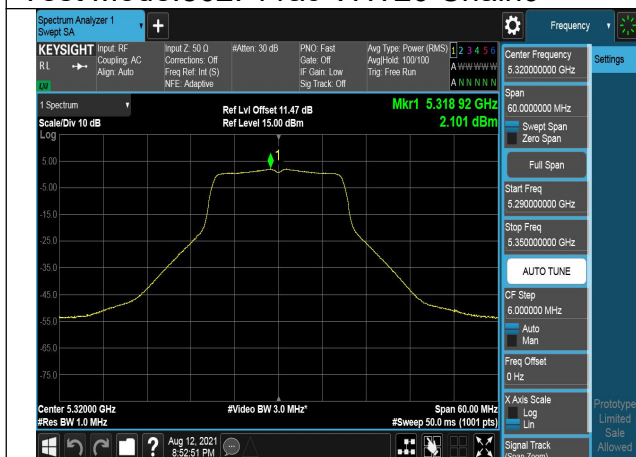 Spectrum Analyzer 1
Swept SA
Frequency
KEYSIGHT
RL
Input: RF
Coupling: AC
Align: Auto
Input Z: 50 Ω
Corrections: Off
Freq Ref: Int (S)
NFE: Adaptive
#Atten: 30 dB
PNO: Fast
Gate: Off
IF Gain: Low
Sig Track: Off
Avg Type: Power (RMS)
Avg|Hold: 100/100
Trig: Free Run
1 2 3 4 5 6
A W W W W W
A N N N N N
LU
1 Spectrum
Scale/Div 10 dB
Log
Ref Lvl Offset 11.47 dB
Ref Level 15.00 dBm
Mkr1 5.318 92 GHz
2.101 dBm
1
5.00
-5.00
-15.0
-25.0
-35.0
-45.0
-55.0
-65.0
-75.0
Center 5.32000 GHz
#Res BW 1.0 MHz
#Video BW 3.0 MHz*
Span 60.00 MHz
#Sweep 50.0 ms (1001 pts)
Aug 12, 2021
8:52:51 PM
Center Frequency
5.320000000 GHz
Settings
Span
60.0000000 MHz
Swept Span
Zero Span
Full Span
Start Freq
5.290000000 GHz
Stop Freq
5.350000000 GHz
AUTO TUNE
CF Step
6.000000 MHz
Auto
Man
Freq Offset
0 Hz
X Axis Scale
Log
Lin
Signal Track
(Span Zoom)
Prototype
Limited
Sale
Allowed